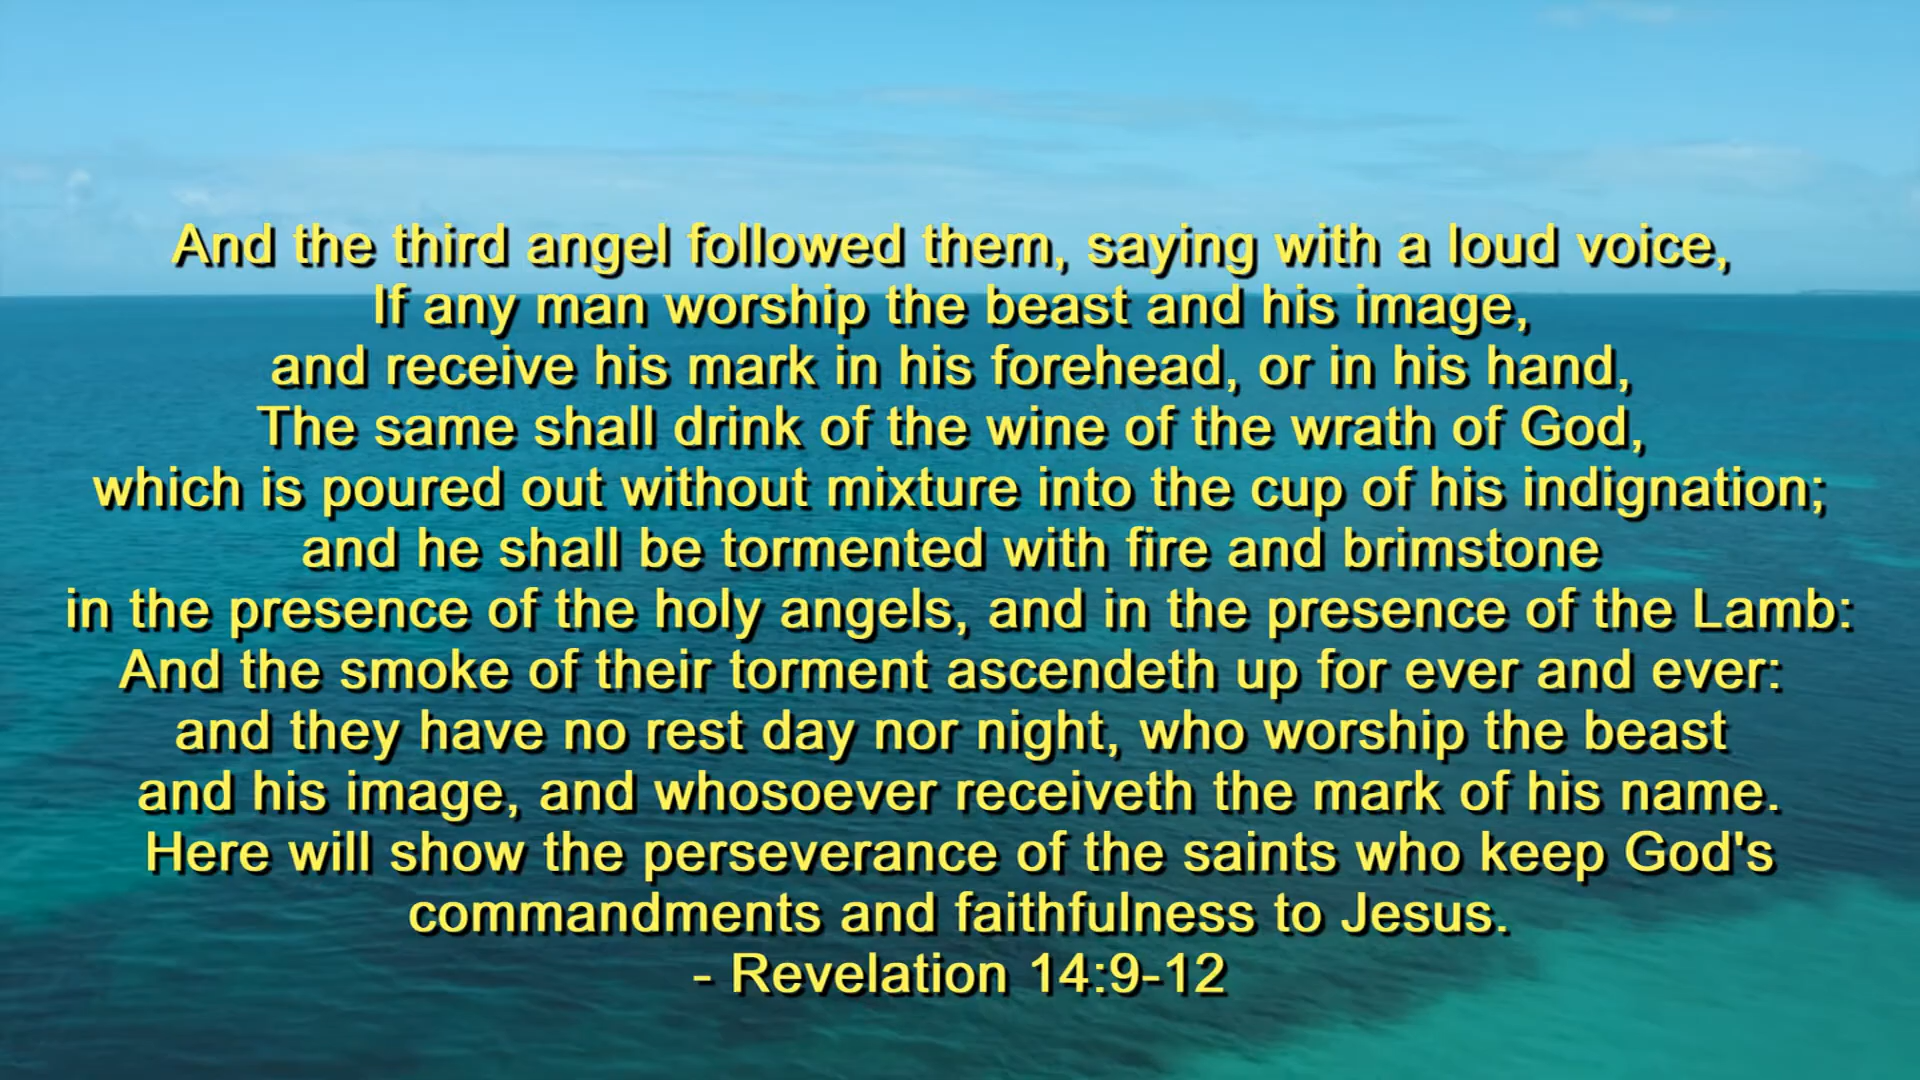 And the third angel followed them, saying with a loud voice,
If any man worship the beast and his image,
and receive his mark in his forehead, or in his hand,
The same shall drink of the wine of the wrath of God,
which is poured out without mixture into the cup of his indignation;
and he shall be tormented with fire and brimstone
in the presence of the holy angels, and in the presence of the Lamb:
And the smoke of their torment ascendeth up for ever and ever:
and they have no rest day nor night, who worship the beast
and his image, and whosoever receiveth the mark of his name.
Here will show the perseverance of the saints who keep God's
commandments and faithfulness to Jesus.
- Revelation 14:9-12